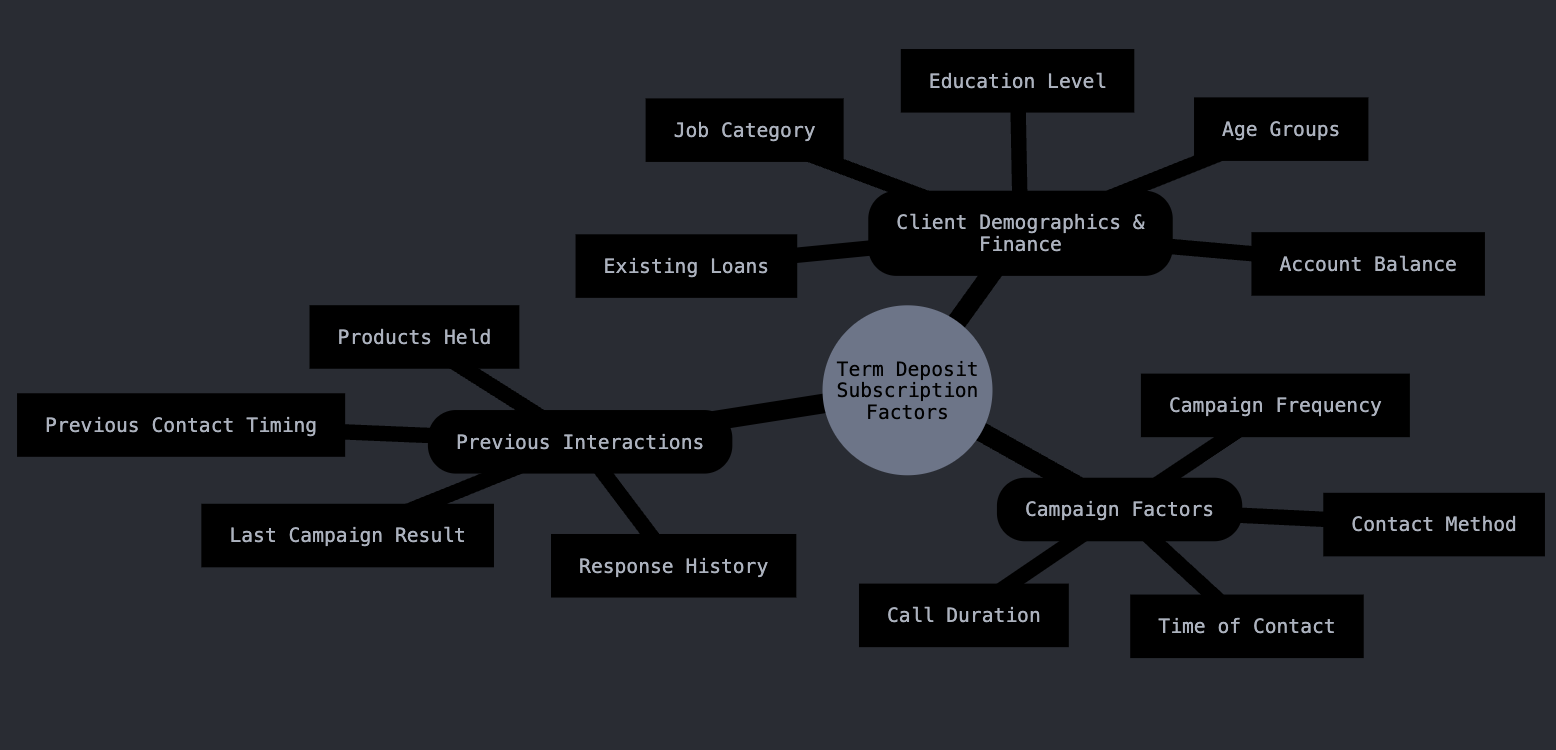 Education Level
Job Category
Age Groups
Client Demographics &
Finance
Existing Loans
Account Balance
Products Held
Term Deposit
Subscription
Factors
Previous Contact Timing
Previous Interactions
Campaign Frequency
Last Campaign Result
Response History
Campaign Factors
Contact Method
Call Duration
Time of Contact